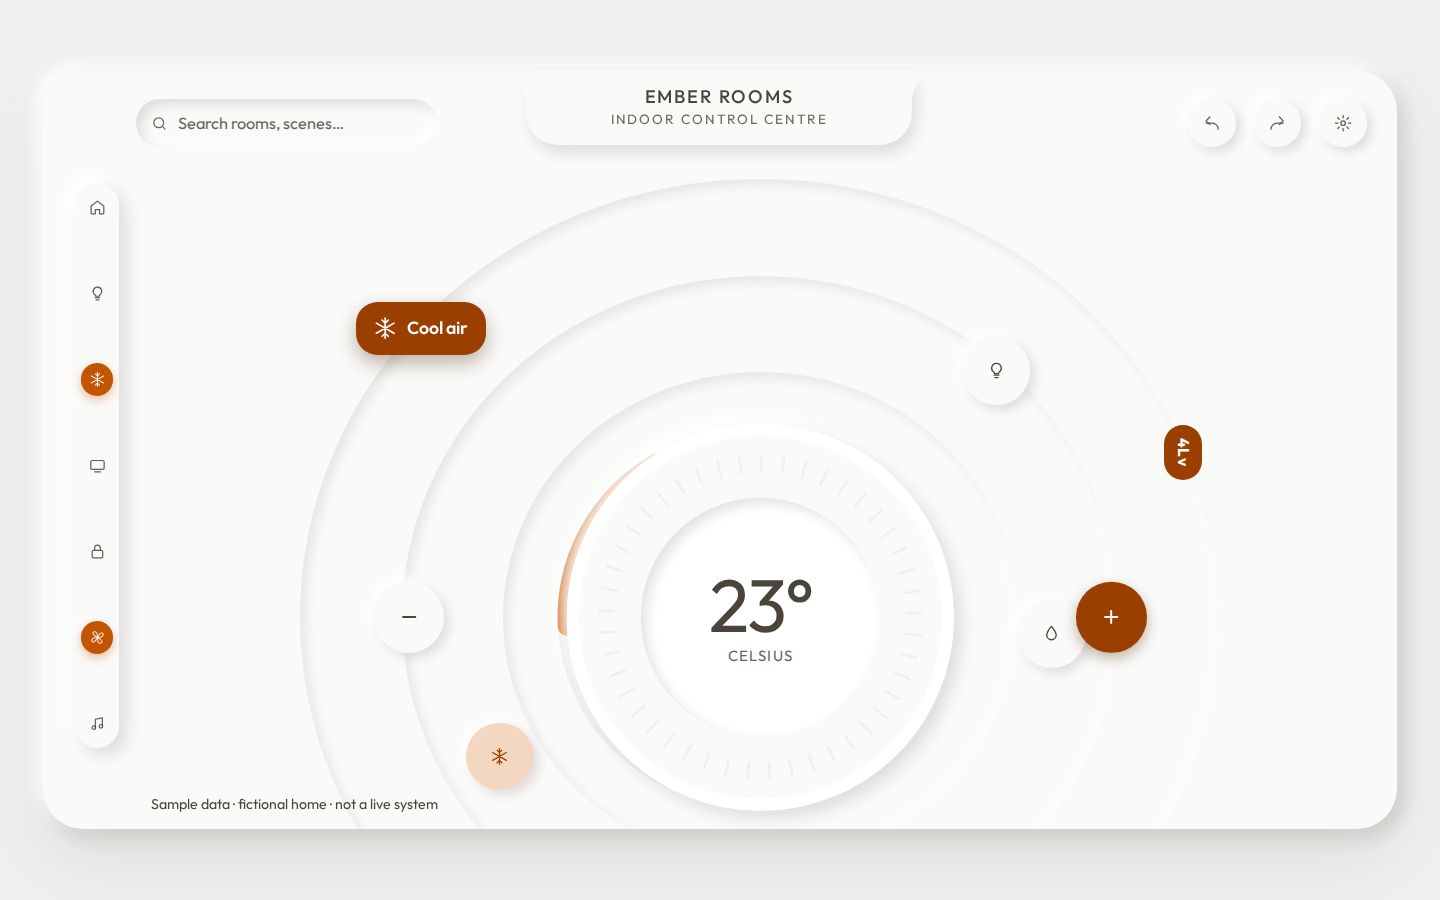 EMBER ROOMS
INDOOR CONTROL CENTRE
Search rooms, scenes...
Cool air
4Lv
23°
CELSIUS
Sample data · fictional home · not a live system